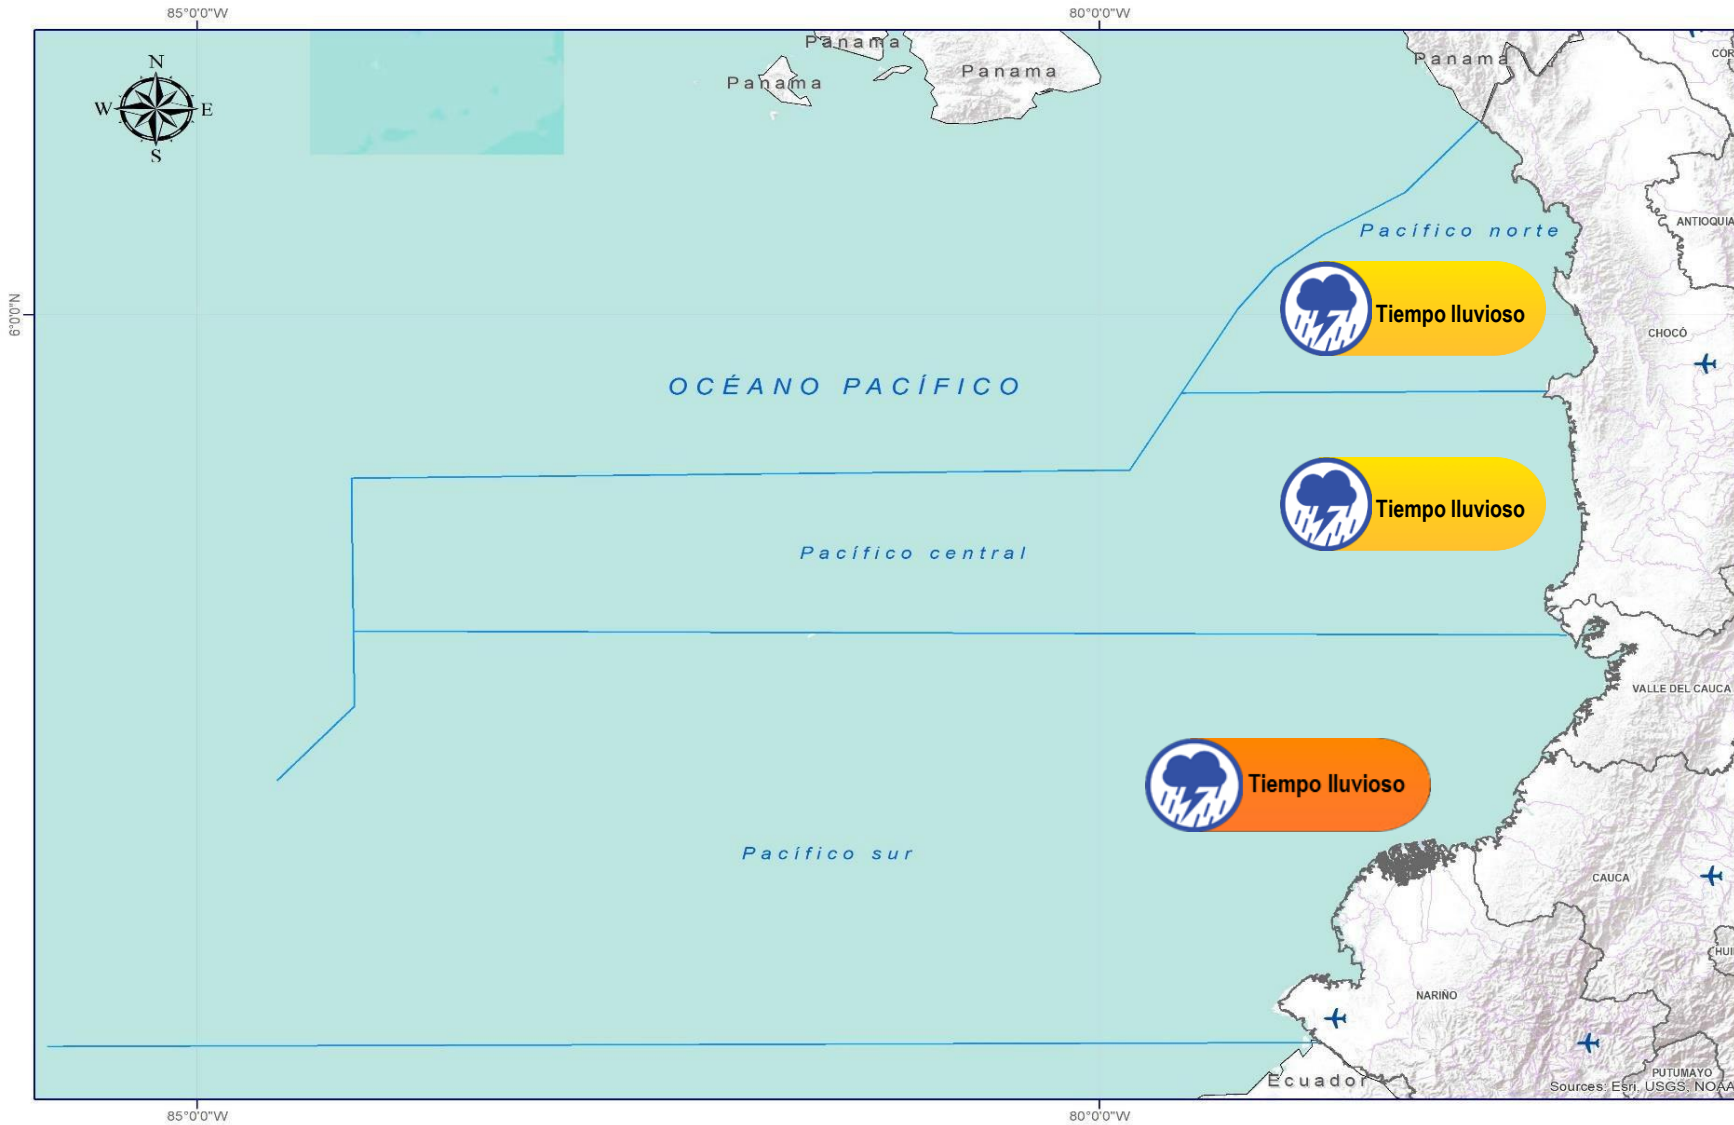 85°0'0"W
80°0'0"W
N
W
E
S
Panama
Panama
Panama
Panama
CÓR
ANTIOQUIA
Pacífico norte
6°0'0"N
Tiempo lluvioso
CHOCÓ
OCÉANO PACÍFICO
Tiempo lluvioso
Pacífico central
VALLE DEL CAUCA
Tiempo lluvioso
Pacífico sur
CAUCA
HUI
NARIÑO
PUTUMAYO
Ecuador
Sources: Esri, USGS, NOAA
85°0'0"W
80°0'0"W